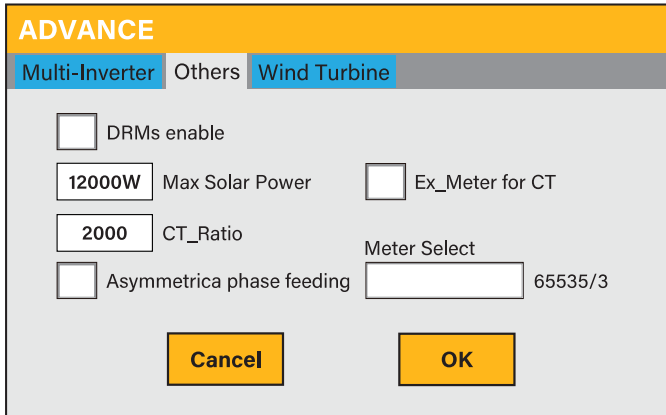 ADVANCE
Multi-Inverter Others Wind Turbine
DRMs enable
12000W Max Solar Power Ex_Meter for CT
2000 CT_Ratio
Meter Select
Asymmetrica phase feeding 65535/3
Cancel OK